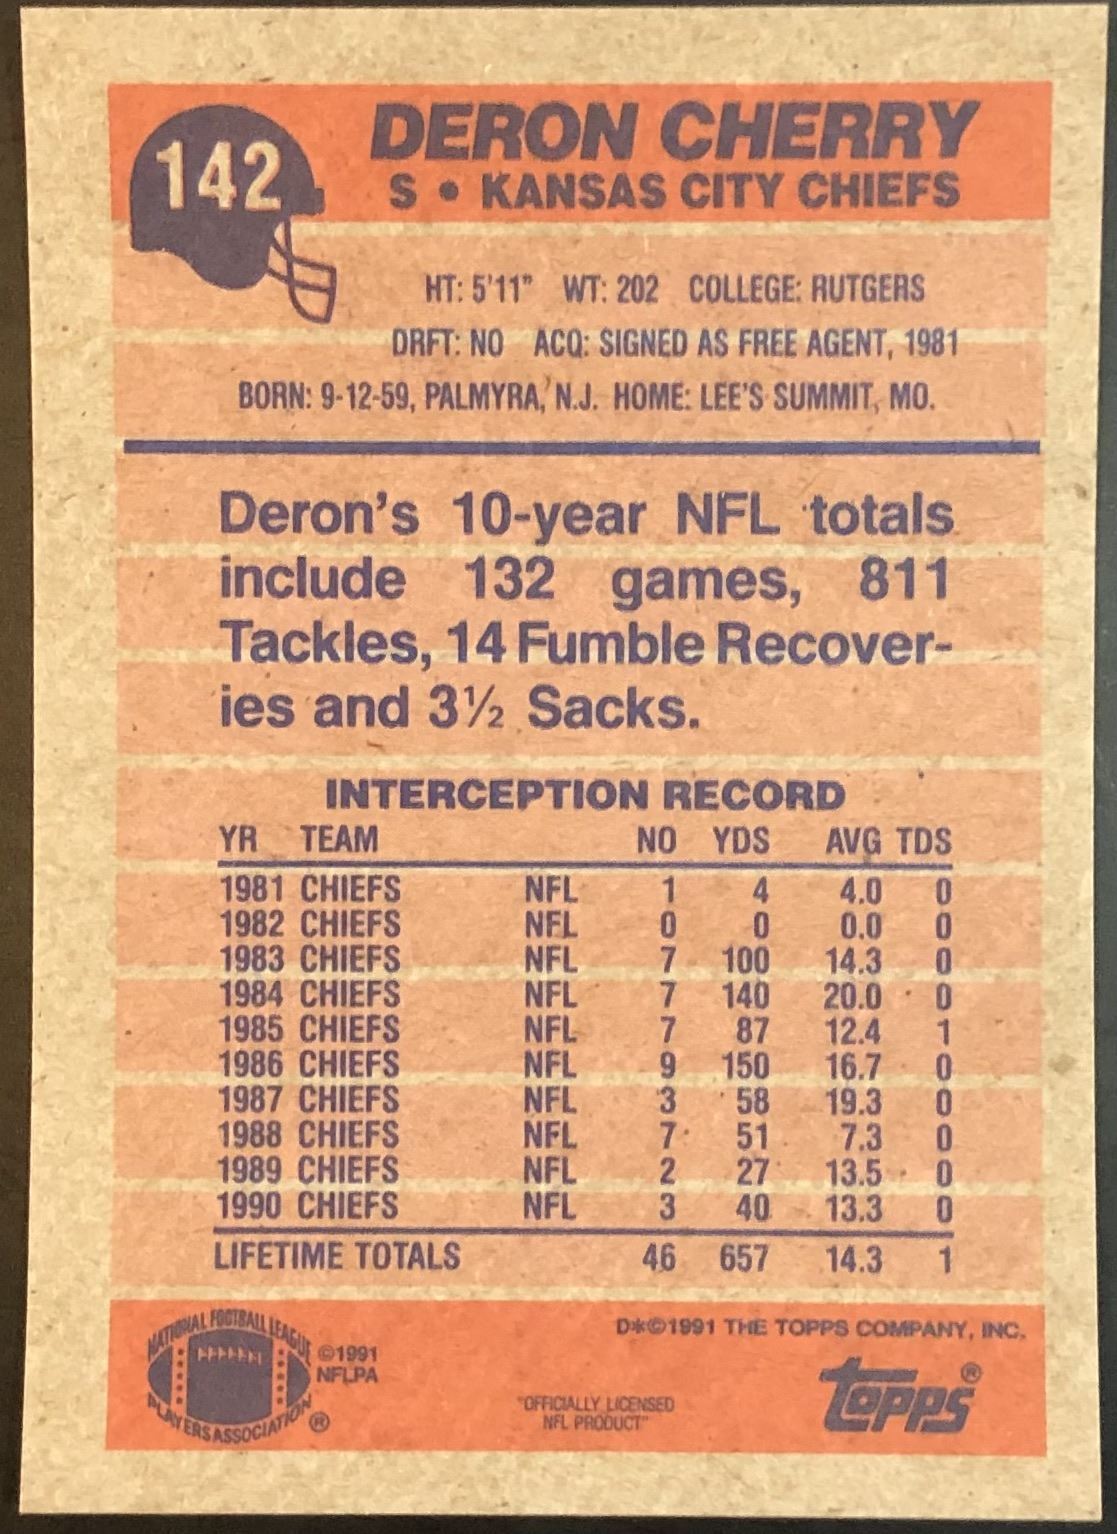 142
DERON CHERRY
S • KANSAS CITY CHIEFS
HT: 5'11" WT: 202 COLLEGE: RUTGERS
DRFT: NO ACQ: SIGNED AS FREE AGENT, 1981
BORN: 9-12-59, PALMYRA, N.J. HOME: LEE'S SUMMIT, MO.
Deron's 10-year NFL totals
include 132 games, 811
Tackles, 14 Fumble Recover-
ies and 3½ Sacks.
INTERCEPTION RECORD
YR TEAM NO YDS AVG TDS
1981 CHIEFS NFL 1 4 4.0 0
1982 CHIEFS NFL 0 0 0.0 0
1983 CHIEFS NFL 7 100 14.3 0
1984 CHIEFS NFL 7 140 20.0 0
1985 CHIEFS NFL 7 87 12.4 1
1986 CHIEFS NFL 9 150 16.7 0
1987 CHIEFS NFL 3 58 19.3 0
1988 CHIEFS NFL 7 51 7.3 0
1989 CHIEFS NFL 2 27 13.5 0
1990 CHIEFS NFL 3 40 13.3 0
LIFETIME TOTALS 46 657 14.3 1
NATIONAL FOOTBALL LEAGUE
PLAYERS ASSOCIATION ®
©1991
NFLPA
"OFFICIALLY LICENSED
NFL PRODUCT"
D*©1991 THE TOPPS COMPANY, INC.
topps®